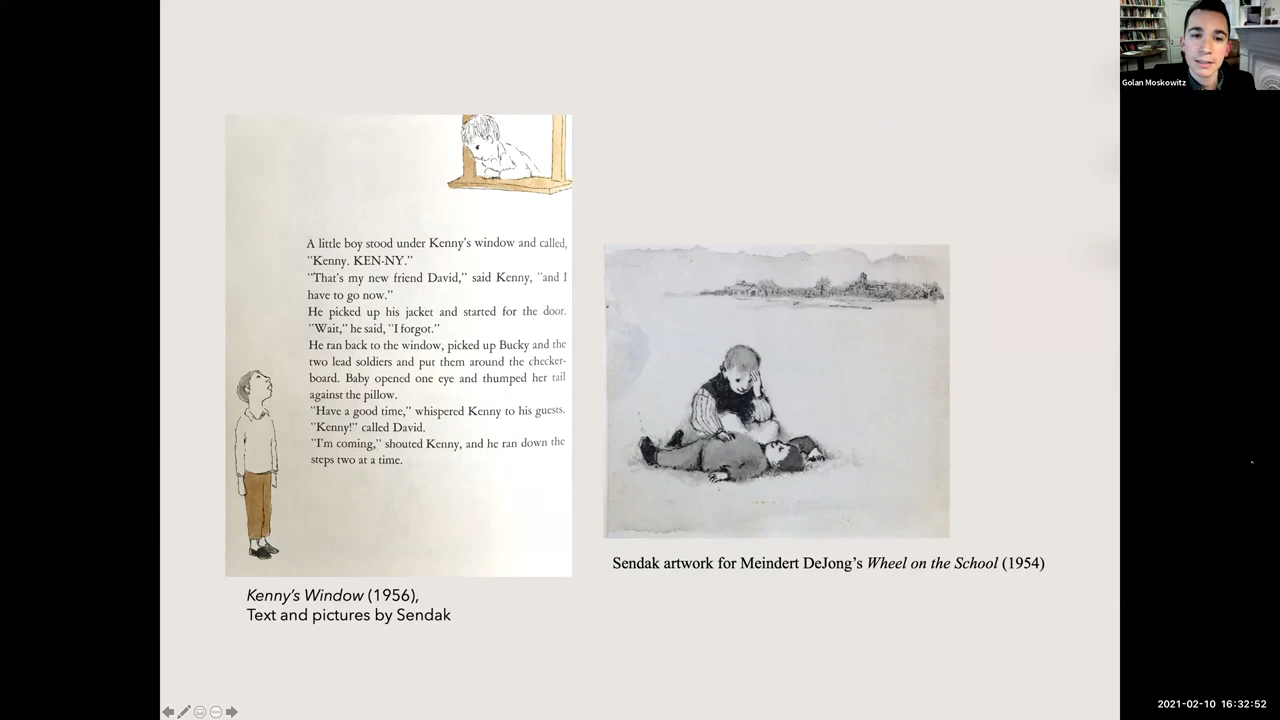 Golan Moskowitz
A little boy stood under Kenny's window and called,
"Kenny. KEN-NY."
"That's my new friend David," said Kenny, "and I
have to go now."
He picked up his jacket and started for the door.
"Wait," he said, "I forgot."
He ran back to the window, picked up Bucky and the
two lead soldiers and put them around the checker-
board. Baby opened one eye and thumped her tail
against the pillow.
"Have a good time," whispered Kenny to his guests.
"Kenny!" called David.
"I'm coming," shouted Kenny, and he ran down the
steps two at a time.
Kenny's Window (1956),
Text and pictures by Sendak
Sendak artwork for Meindert DeJong's Wheel on the School (1954)
2021-02-10 16:32:52